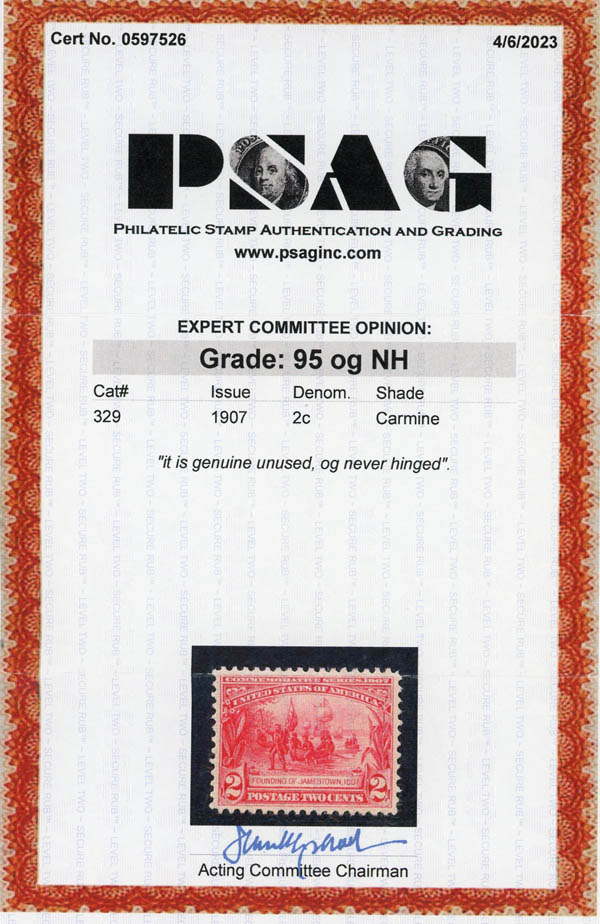 Cert No. 0597526
4/6/2023
PSAG
PHILATELIC STAMP AUTHENTICATION AND GRADING
www.psaginc.com
EXPERT COMMITTEE OPINION:
Grade: 95 og NH
Cat# Issue Denom. Shade
329 1907 2c Carmine
"it is genuine unused, og never hinged".
COMMEMORATIVE SERIES, 1907
UNITED STATES OF AMERICA
FOUNDING OF JAMESTOWN, 1607
2 POSTAGE TWO CENTS 2
Acting Committee Chairman